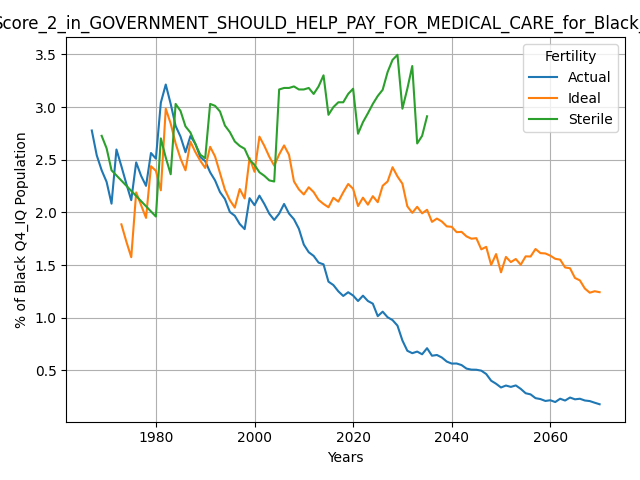 Score_2_in_GOVERNMENT_SHOULD_HELP_PAY_FOR_MEDICAL_CARE_for_Black_
3.5
3.0
2.5
2.0
1.5
1.0
0.5
% of Black Q4_IQ Population
Fertility
Actual
Ideal
Sterile
1980
2000
2020
2040
2060
Years